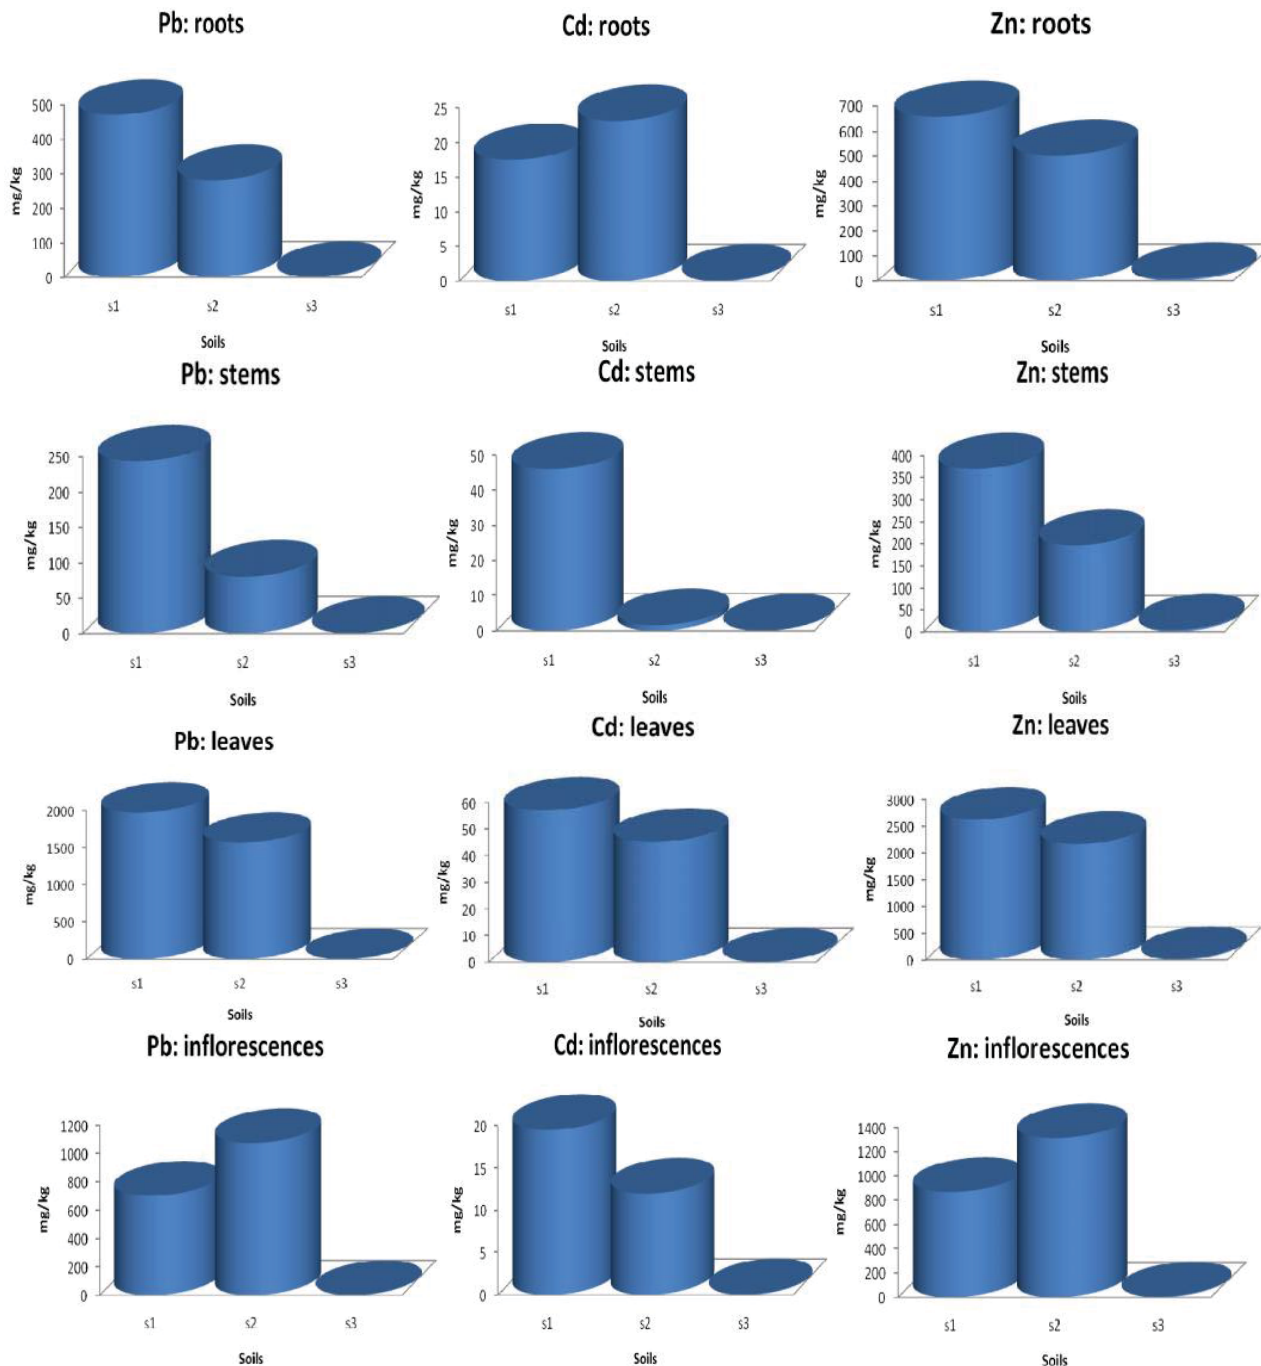 Pb: roots
Cd: roots
Zn: roots
500
400
300
200
100
0
mg/kg
s1 s2 s3
Soils
25
20
15
10
5
0
mg/kg
s1 s2 s3
Soils
700
600
500
400
300
200
100
0
mg/kg
s1 s2 s3
Soils
Pb: stems
Cd: stems
Zn: stems
250
200
150
100
50
0
mg/kg
s1 s2 s3
Soils
50
40
30
20
10
0
mg/kg
s1 s2 s3
Soils
400
350
300
250
200
150
100
50
0
mg/kg
s1 s2 s3
Soils
Pb: leaves
Cd: leaves
Zn: leaves
2000
1500
1000
500
0
mg/kg
s1 s2 s3
Soils
60
50
40
30
20
10
0
mg/kg
s1 s2 s3
Soils
3000
2500
2000
1500
1000
500
0
mg/kg
s1 s2 s3
Soils
Pb: inflorescences
Cd: inflorescences
Zn: inflorescences
1200
1000
800
600
400
200
0
mg/kg
s1 s2 s3
Soils
20
15
10
5
0
mg/kg
s1 s2 s3
Soils
1400
1200
1000
800
600
400
200
0
mg/kg
s1 s2 s3
Soils